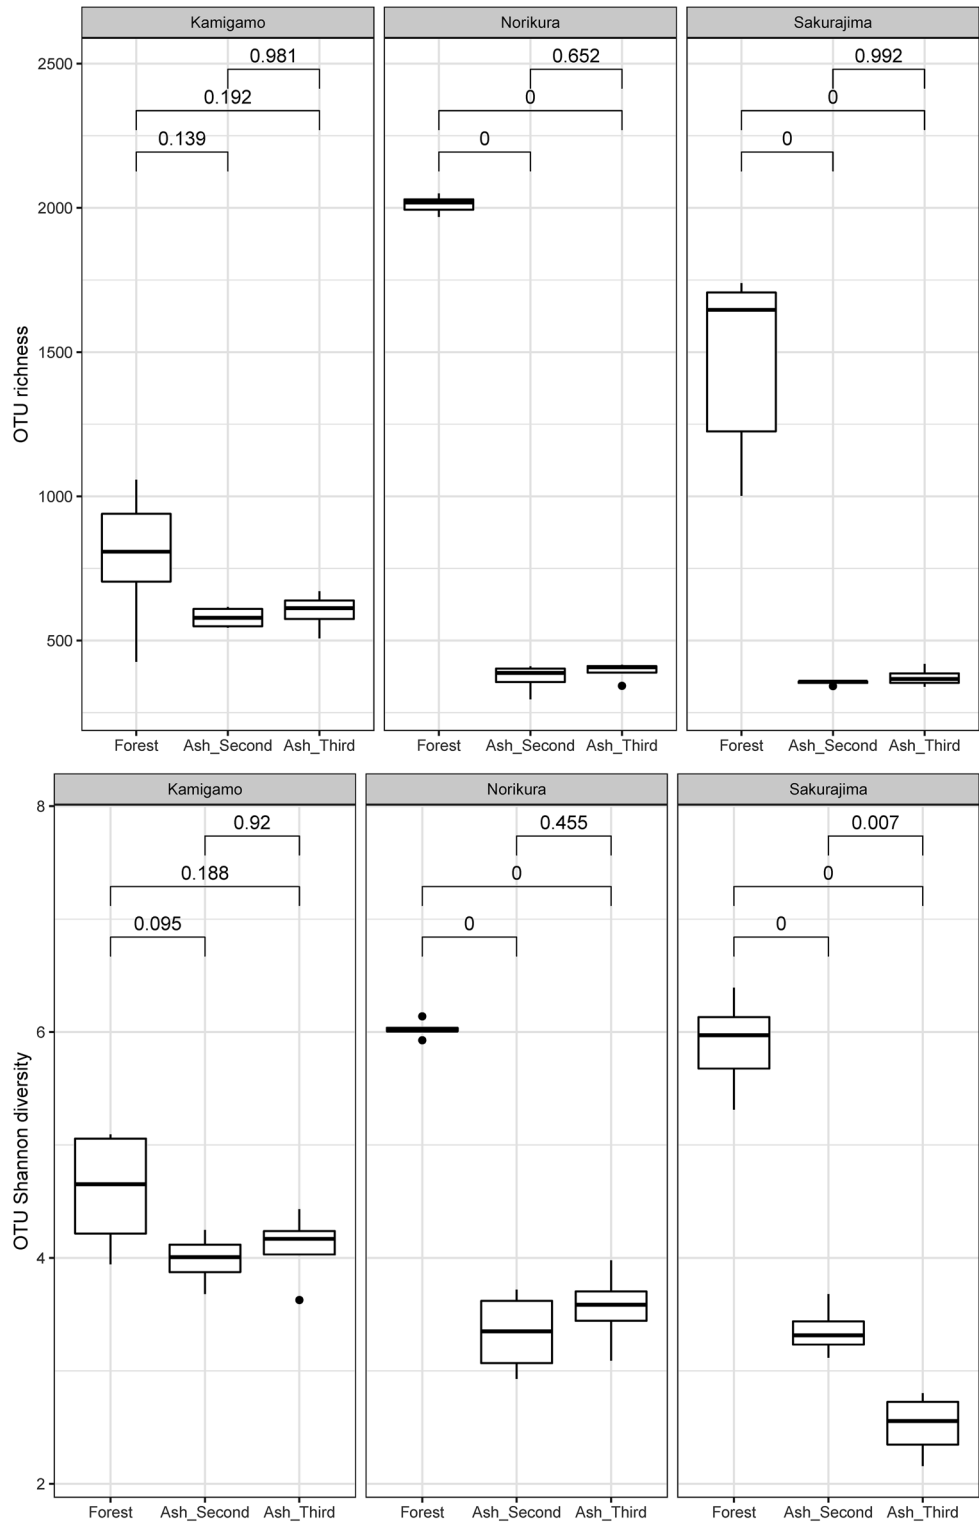 Kamigamo Norikura Sakurajima
2500 0.981 0.652 0.992
0.192 0 0
0.139 0 0
2000
OTU richness
1500
1000
500
Forest Ash_Second Ash_Third Forest Ash_Second Ash_Third Forest Ash_Second Ash_Third
Kamigamo Norikura Sakurajima
8
0.92 0.455 0.007
0.188 0 0
0.095 0 0
6
OTU Shannon diversity
4
2
Forest Ash_Second Ash_Third Forest Ash_Second Ash_Third Forest Ash_Second Ash_Third